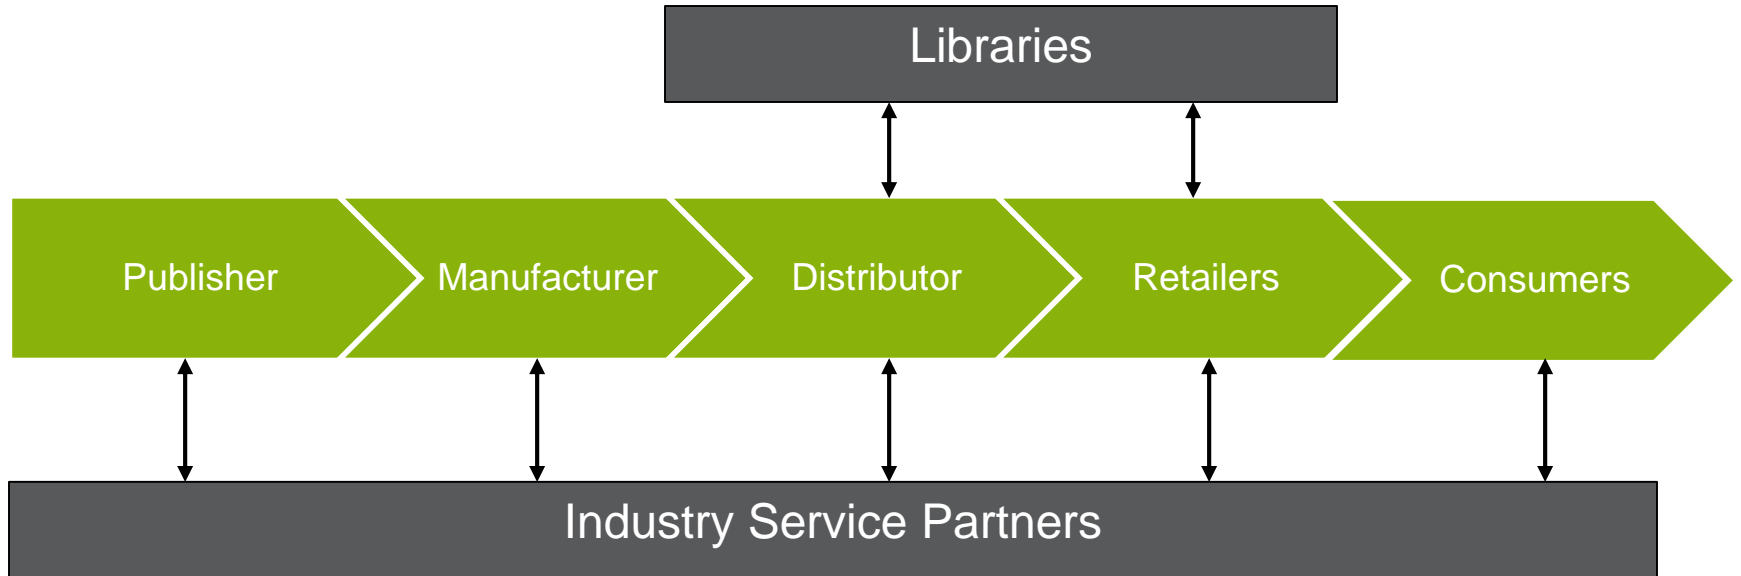 Libraries
Publisher
Manufacturer
Distributor
Retailers
Consumers
Industry Service Partners